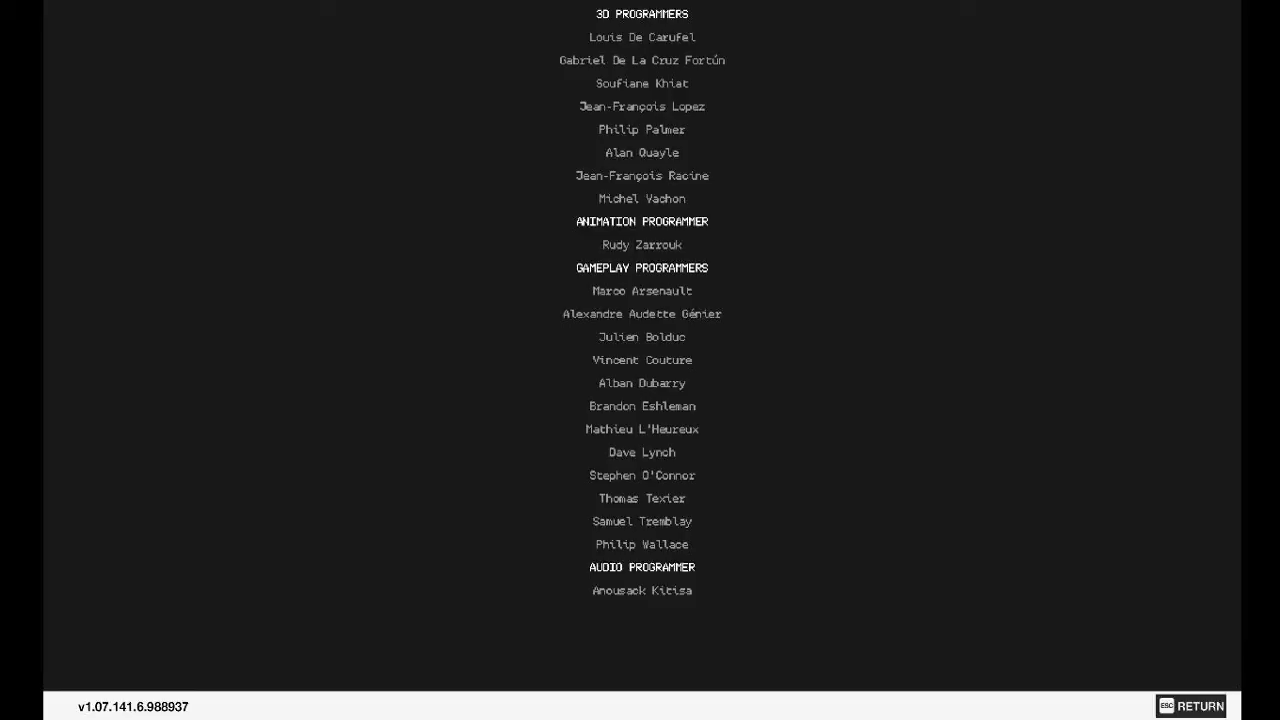 3D PROGRAMMERS
Louis De Carufel
Gabriel De La Cruz Fortún
Soufiane Khiat
Jean-François Lopez
Philip Palmer
Alan Quayle
Jean-François Racine
Michel Vachon
ANIMATION PROGRAMMER
Rudy Zarrouk
GAMEPLAY PROGRAMMERS
Marco Arsenault
Alexandre Audette Génier
Julien Bolduc
Vincent Couture
Alban Dubarry
Brandon Eshleman
Mathieu L'Heureux
Dave Lynch
Stephen O'Connor
Thomas Texier
Samuel Tremblay
Philip Wallace
AUDIO PROGRAMMER
Anousack Kitisa
v1.07.141.6.988937
ESC RETURN